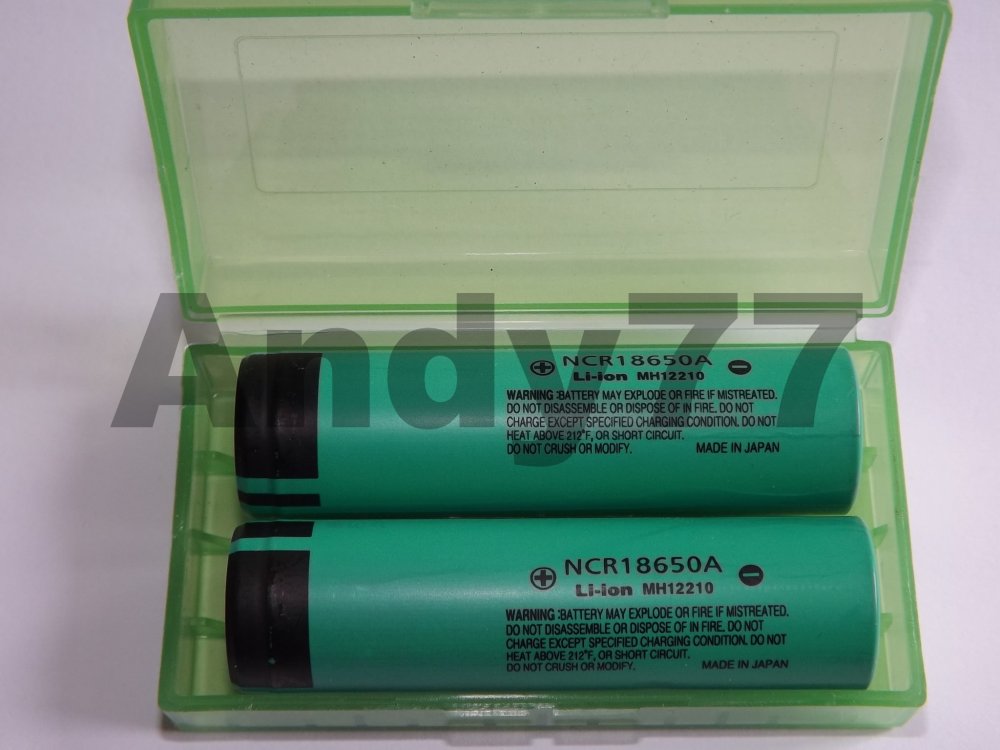 Andy77
⊕ NCR18650A ⊖
Li-ion MH12210
WARNING :BATTERY MAY EXPLODE OR FIRE IF MISTREATED.
DO NOT DISASSEMBLE OR DISPOSE OF IN FIRE. DO NOT
CHARGE EXCEPT SPECIFIED CHARGING CONDITION. DO NOT
HEAT ABOVE 212°F, OR SHORT CIRCUIT.
DO NOT CRUSH OR MODIFY. MADE IN JAPAN
⊕ NCR18650A ⊖
Li-ion MH12210
WARNING :BATTERY MAY EXPLODE OR FIRE IF MISTREATED.
DO NOT DISASSEMBLE OR DISPOSE OF IN FIRE. DO NOT
CHARGE EXCEPT SPECIFIED CHARGING CONDITION. DO NOT
HEAT ABOVE 212°F, OR SHORT CIRCUIT.
DO NOT CRUSH OR MODIFY. MADE IN JAPAN